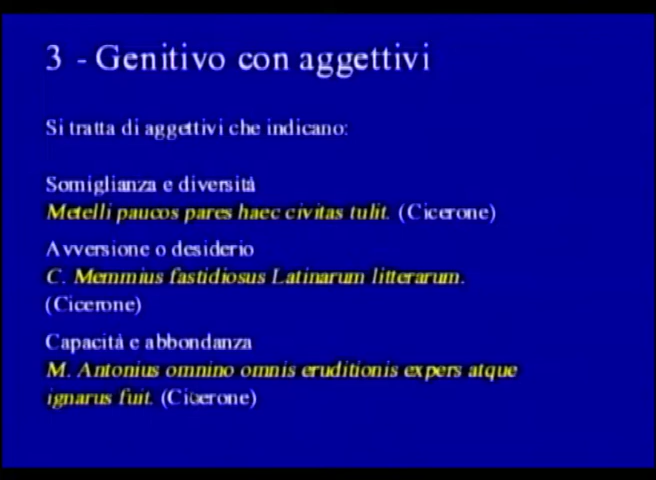 3 - Genitivo con aggettivi
Si tratta di aggettivi che indicano:
Somiglianza e diversità
Metelli paucos pares haec civitas tulit. (Cicerone)
Avversione o desiderio
C. Memmius fastidiosus Latinarum litterarum.
(Cicerone)
Capacità e abbondanza
M. Antonius omnino omnis eruditionis expers atque
ignarus fuit. (Cicerone)